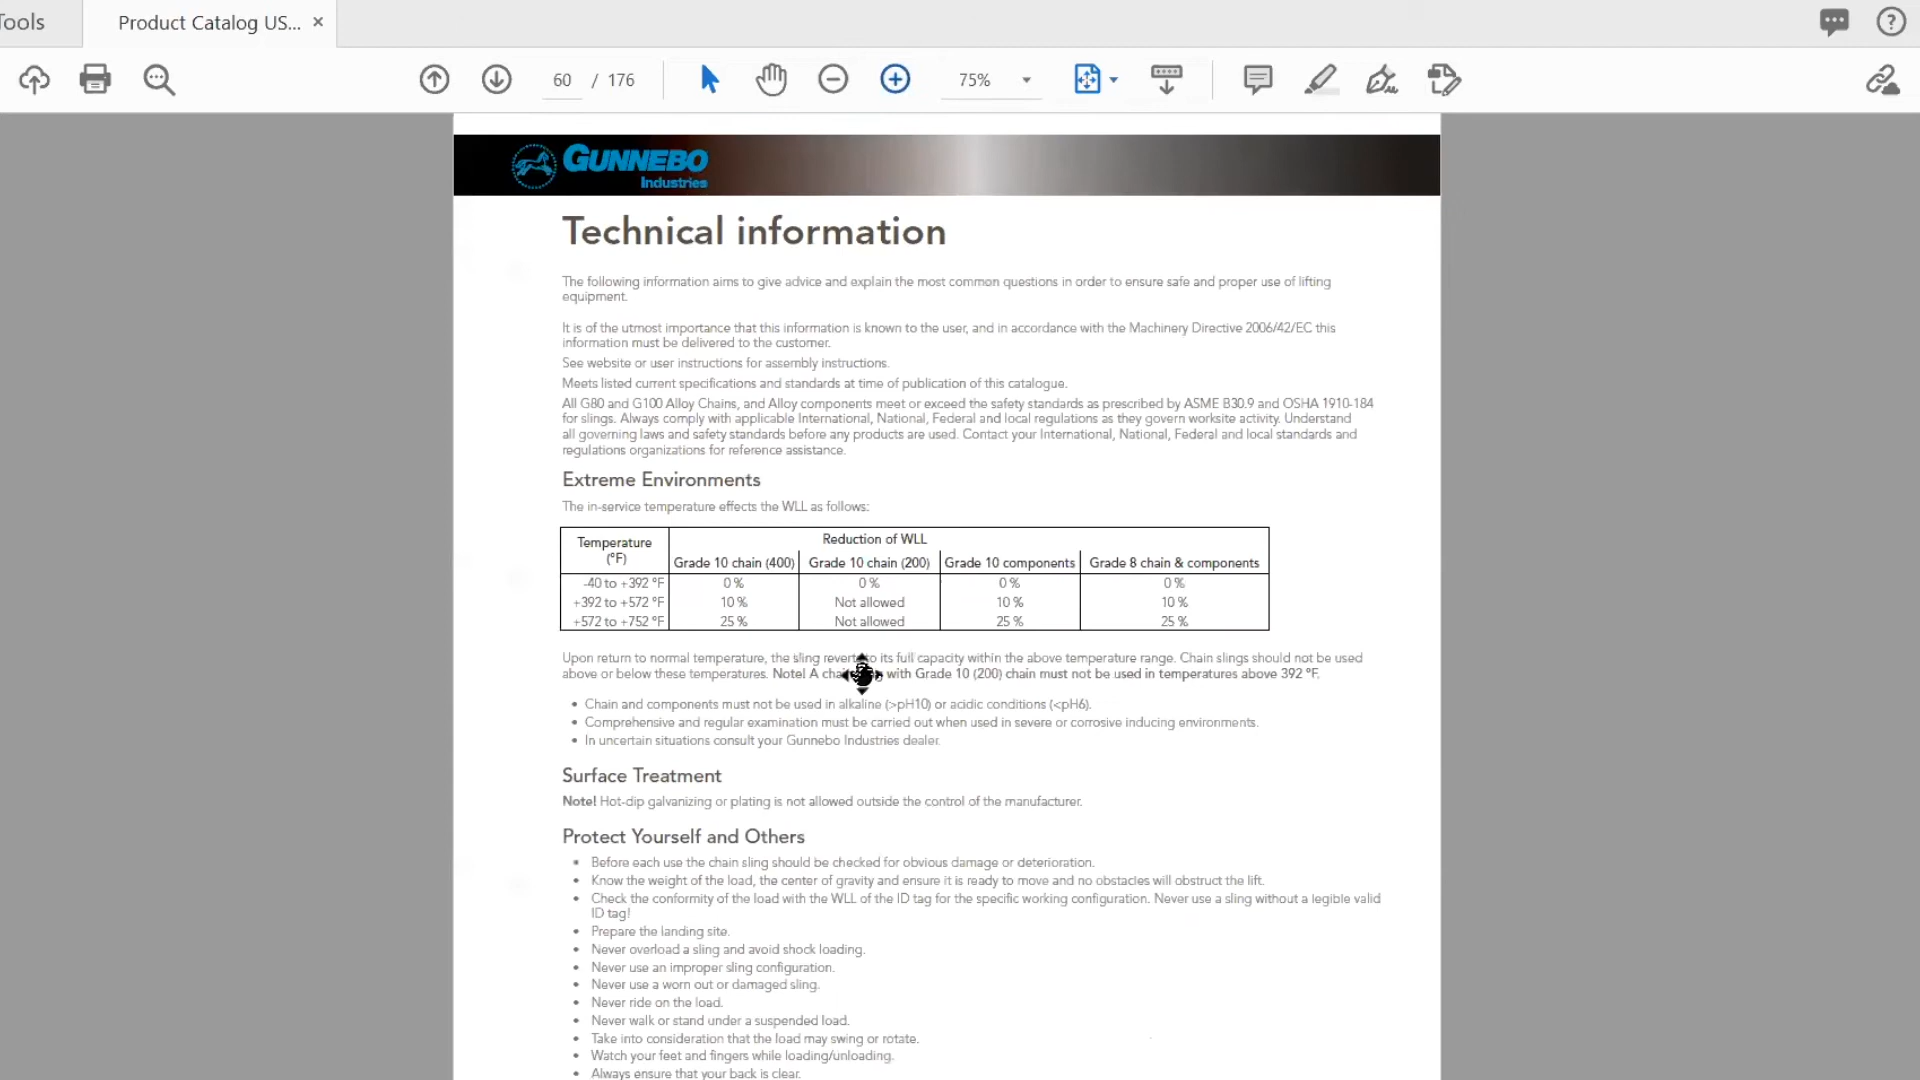 Tools
Product Catalog US... ×
60 / 176
75%
GUNNEBO
Industries
Technical information
The following information aims to give advice and explain the most common questions in order to ensure safe and proper use of lifting
equipment.
It is of the utmost importance that this information is known to the user, and in accordance with the Machinery Directive 2006/42/EC this
information must be delivered to the customer.
See website or user instructions for assembly instructions.
Meets listed current specifications and standards at time of publication of this catalogue.
All G80 and G100 Alloy Chains, and Alloy components meet or exceed the safety standards as prescribed by ASME B30.9 and OSHA 1910-184
for slings. Always comply with applicable International, National, Federal and local regulations as they govern worksite activity. Understand
all governing laws and safety standards before any products are used. Contact your International, National, Federal and local standards and
regulations organizations for reference assistance.
Extreme Environments
The in-service temperature effects the WLL as follows:
Temperature (°F) Reduction of WLL
Grade 10 chain (400) Grade 10 chain (200) Grade 10 components Grade 8 chain & components
-40 to +392 °F 0 % 0 % 0 % 0 %
+392 to +572 °F 10 % Not allowed 10 % 10 %
+572 to +752 °F 25 % Not allowed 25 % 25 %
Upon return to normal temperature, the sling reverts to its full capacity within the above temperature range. Chain slings should not be used
above or below these temperatures. Note! A with Grade 10 (200) chain must not be used in temperatures above 392 °F.
• Chain and components must not be used in alkaline (>pH10) or acidic conditions (<pH6).
• Comprehensive and regular examination must be carried out when used in severe or corrosive inducing environments.
• In uncertain situations consult your Gunnebo Industries dealer.
Surface Treatment
Note! Hot-dip galvanizing or plating is not allowed outside the control of the manufacturer.
Protect Yourself and Others
• Before each use the chain sling should be checked for obvious damage or deterioration.
• Know the weight of the load, the center of gravity and ensure it is ready to move and no obstacles will obstruct the lift.
• Check the conformity of the load with the WLL of the ID tag for the specific working configuration. Never use a sling without a legible valid
ID tag!
• Prepare the landing site.
• Never overload a sling and avoid shock loading.
• Never use an improper sling configuration.
• Never use a worn out or damaged sling.
• Never ride on the load.
• Never walk or stand under a suspended load.
• Take into consideration that the load may swing or rotate.
• Watch your feet and fingers while loading/unloading.
• Always ensure that your back is clear.